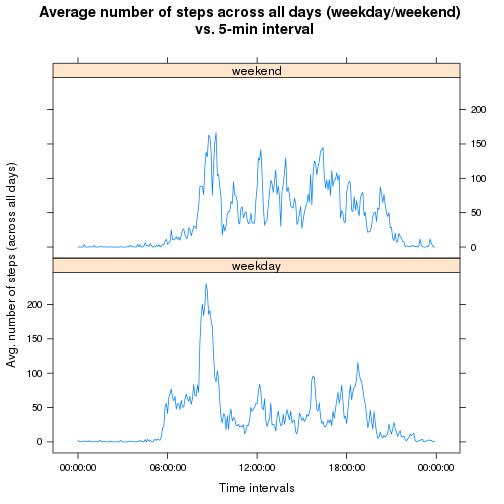 Average number of steps across all days (weekday/weekend)
vs. 5-min interval
weekend
200
150
100
50
0
weekday
200
150
100
50
0
Avg. number of steps (across all days)
00:00:00 06:00:00 12:00:00 18:00:00 00:00:00
Time intervals